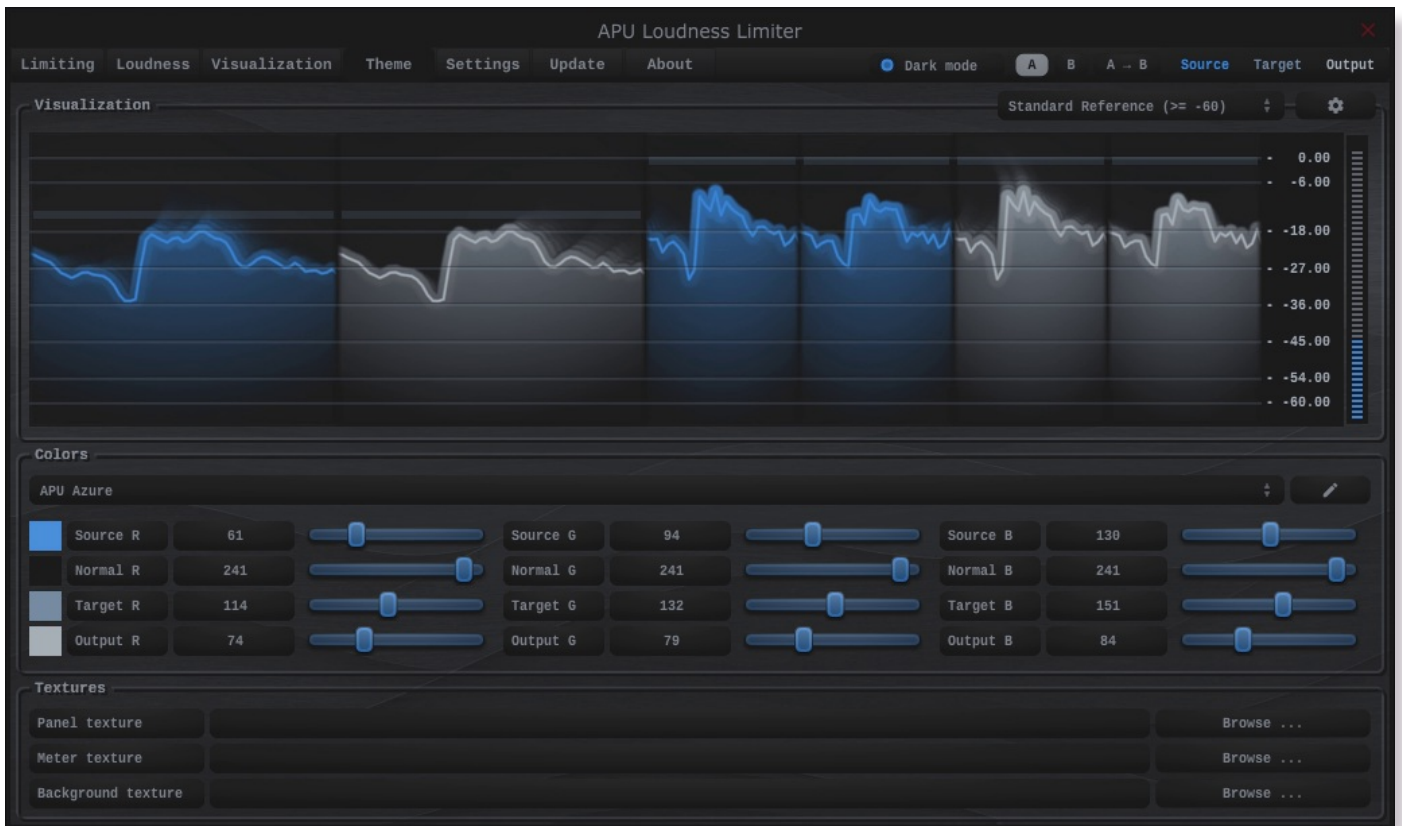 APU Loudness Limiter
Limiting Loudness Visualization Theme Settings Update About Dark mode A B A → B Source Target Output
Visualization Standard Reference (>= -60)
- 0.00
- -6.00
- -18.00
- -27.00
- -36.00
- -45.00
- -54.00
- -60.00
Colors
APU Azure
Source R 61 Source G 94 Source B 130
Normal R 241 Normal G 241 Normal B 241
Target R 114 Target G 132 Target B 151
Output R 74 Output G 79 Output B 84
Textures
Panel texture Browse ...
Meter texture Browse ...
Background texture Browse ...